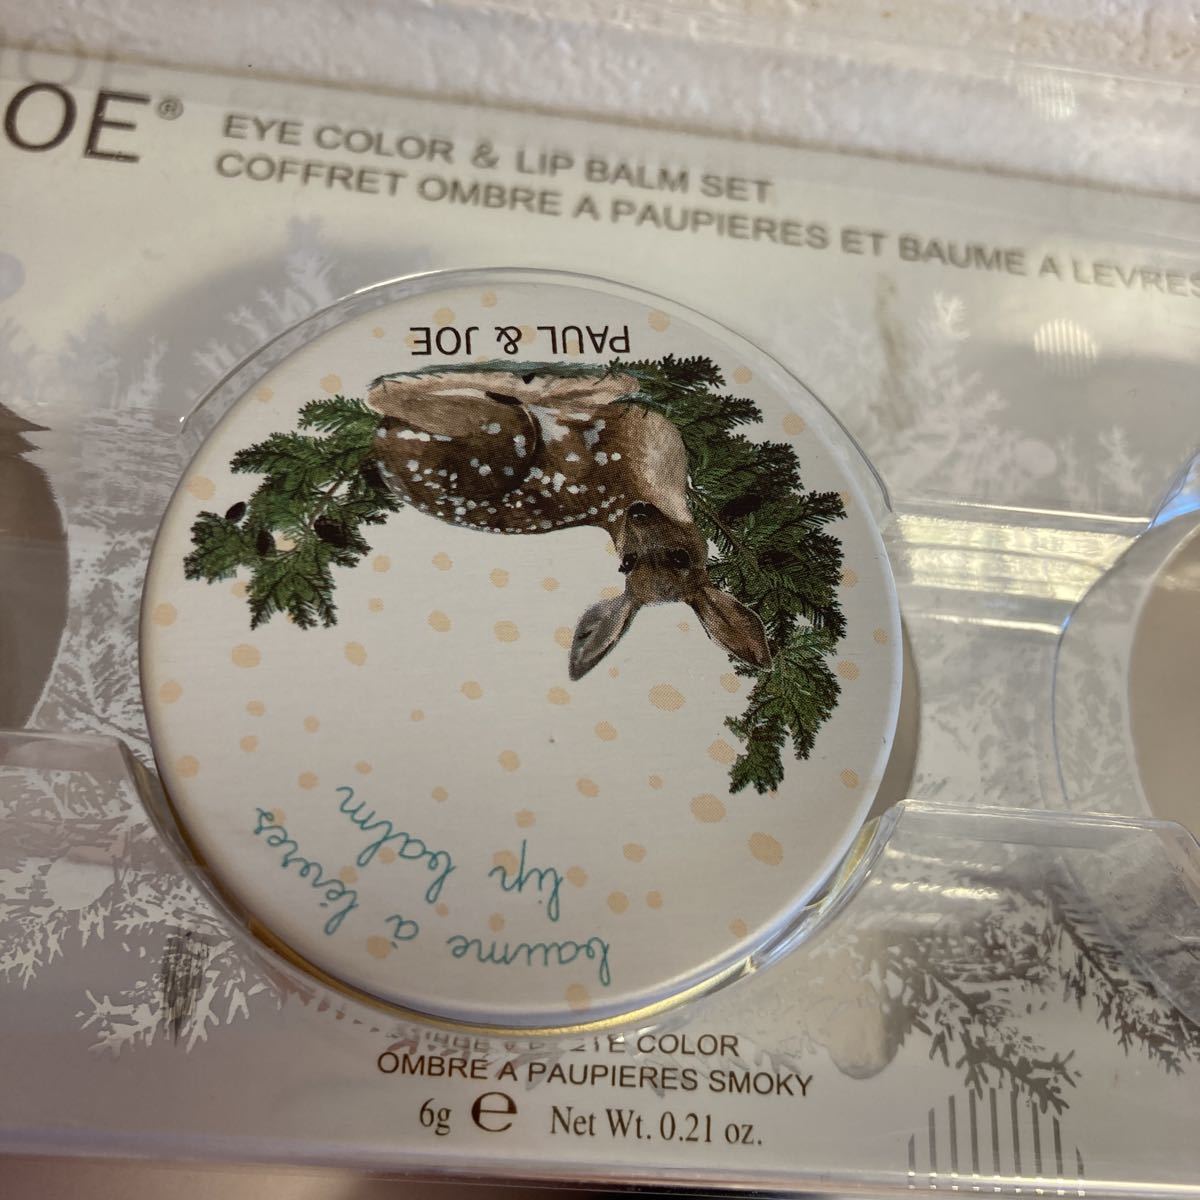 OE®
EYE COLOR & LIP BALM SET
COFFRET OMBRE A PAUPIERES ET BAUME A LEVRES
PAUL & JOE
baume à lèvres
lip balm
COLOR
OMBRE A PAUPIERES SMOKY
6g e Net Wt. 0.21 oz.